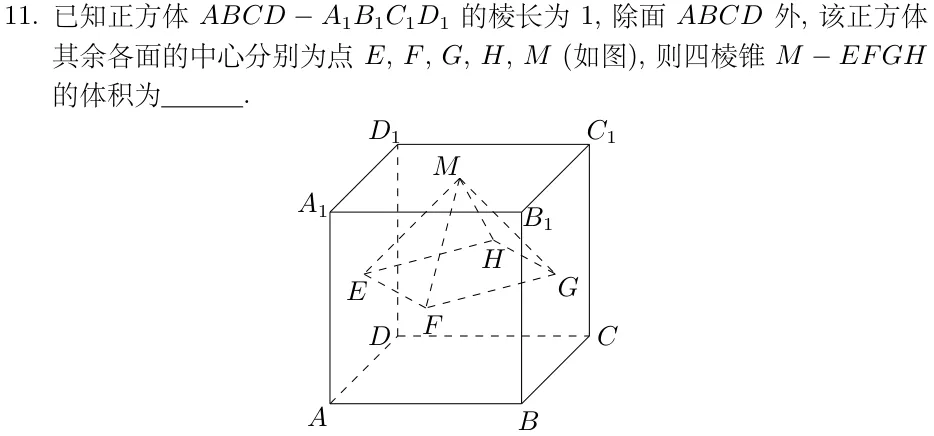 11. 已知正方体 ABCD − A₁B₁C₁D₁ 的棱长为 1, 除面 ABCD 外, 该正方体
其余各面的中心分别为点 E, F, G, H, M (如图), 则四棱锥 M − EFGH
的体积为______.
D₁ C₁
M
A₁ B₁
H
E G
F
D C
A B